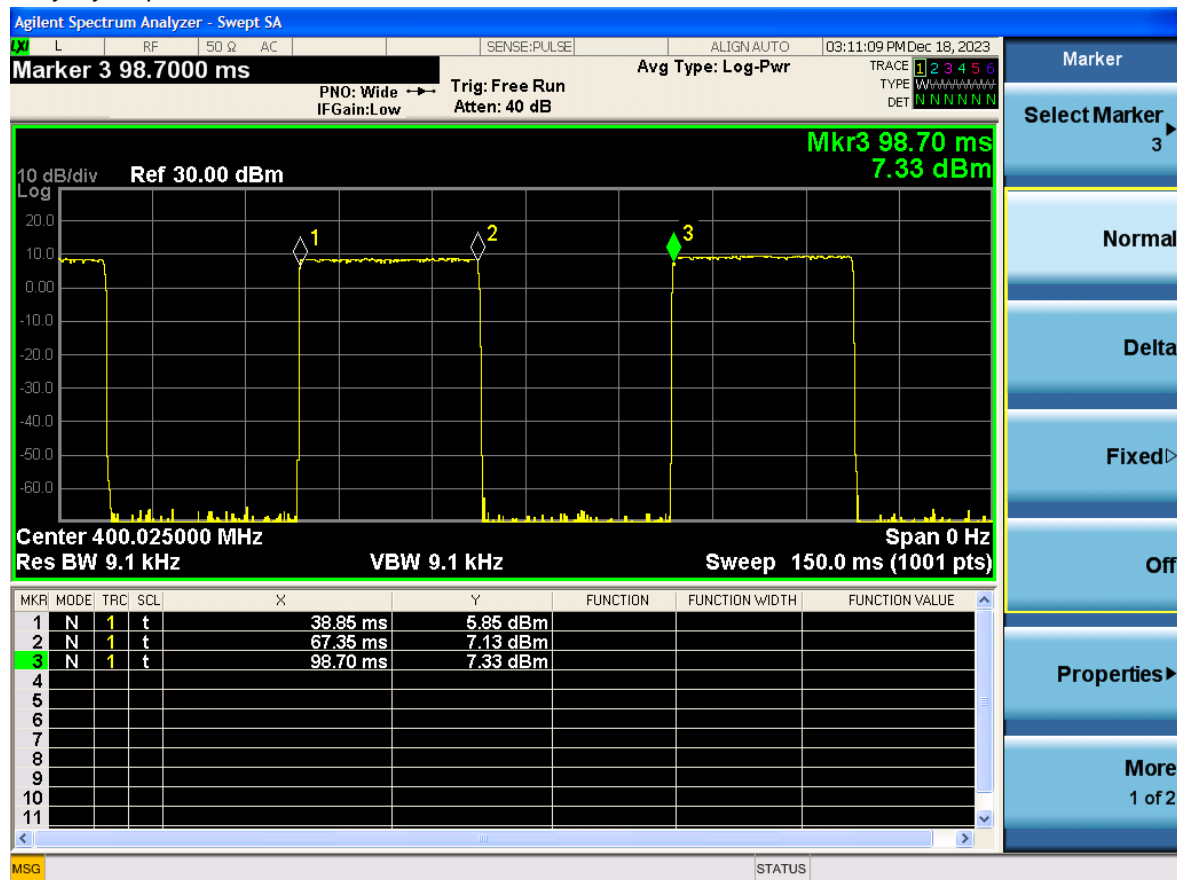 Agilent Spectrum Analyzer - Swept SA
LXI L RF 50 Ω AC SENSE:PULSE ALIGN AUTO 03:11:09 PM Dec 18, 2023
Marker 3 98.7000 ms
PNO: Wide
IFGain:Low
Trig: Free Run
Atten: 40 dB
Avg Type: Log-Pwr
TRACE 1 2 3 4 5 6
TYPE WWWWWW
DET N N N N N N
Mkr3 98.70 ms
7.33 dBm
10 dB/div Ref 30.00 dBm
Log
20.0
10.0
0.00
-10.0
-20.0
-30.0
-40.0
-50.0
-60.0
1
2
3
Center 400.025000 MHz Span 0 Hz
Res BW 9.1 kHz VBW 9.1 kHz Sweep 150.0 ms (1001 pts)
MKR MODE TRC SCL X Y FUNCTION FUNCTION WIDTH FUNCTION VALUE
1 N 1 t 38.85 ms 5.85 dBm
2 N 1 t 67.35 ms 7.13 dBm
3 N 1 t 98.70 ms 7.33 dBm
4
5
6
7
8
9
10
11
MSG STATUS
Marker
Select Marker
3
Normal
Delta
Fixed
Off
Properties
More
1 of 2